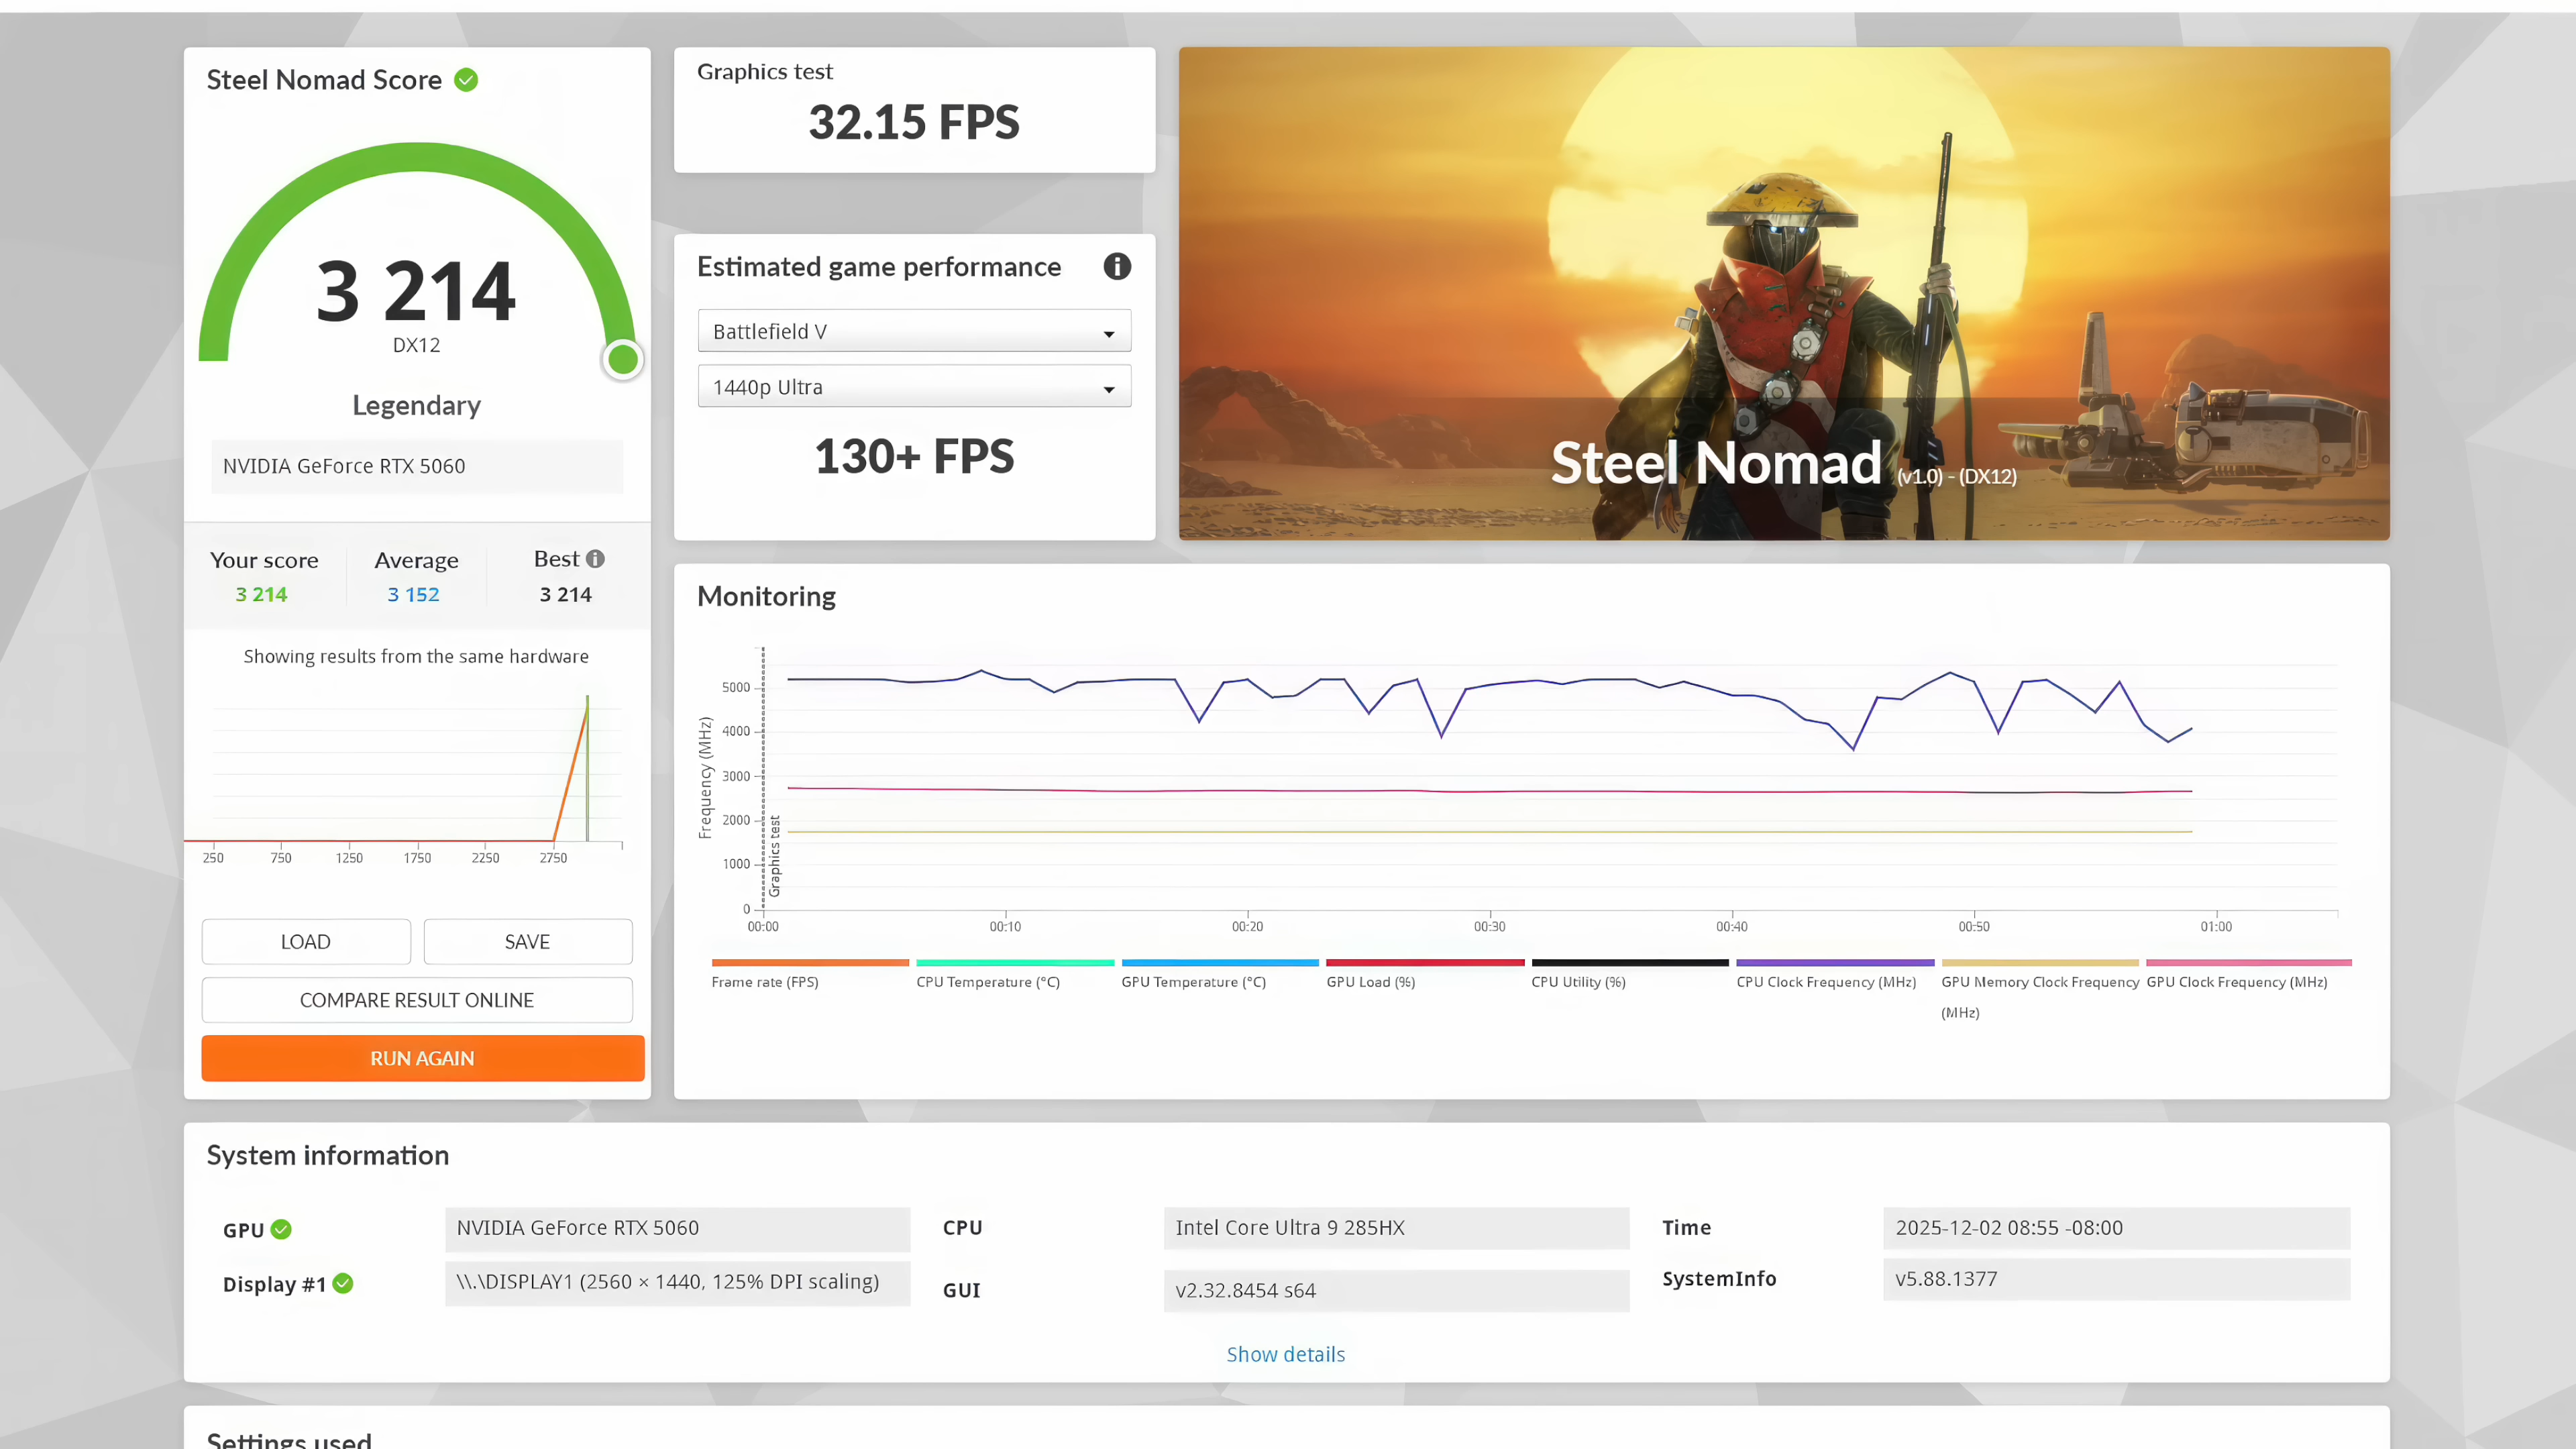 Steel Nomad Score
3 214
DX12
Legendary
NVIDIA GeForce RTX 5060
Your score
Average
Best
3 214
3 152
3 214
Showing results from the same hardware
250
750
1250
1750
2250
2750
LOAD
SAVE
COMPARE RESULT ONLINE
RUN AGAIN
Graphics test
32.15 FPS
Estimated game performance
Battlefield V
1440p Ultra
130+ FPS
Steel Nomad (v1.0) - (DX12)
Monitoring
Frequency (MHz)
5000
4000
3000
2000
1000
0
Graphics test
00:00
00:10
00:20
00:30
00:40
00:50
01:00
Frame rate (FPS)
CPU Temperature (°C)
GPU Temperature (°C)
GPU Load (%)
CPU Utility (%)
CPU Clock Frequency (MHz)
GPU Memory Clock Frequency
(MHz)
GPU Clock Frequency (MHz)
System information
GPU
NVIDIA GeForce RTX 5060
Display #1
\\.\DISPLAY1 (2560 × 1440, 125% DPI scaling)
CPU
Intel Core Ultra 9 285HX
GUI
v2.32.8454 s64
Time
2025-12-02 08:55 -08:00
SystemInfo
v5.88.1377
Show details
Settings used